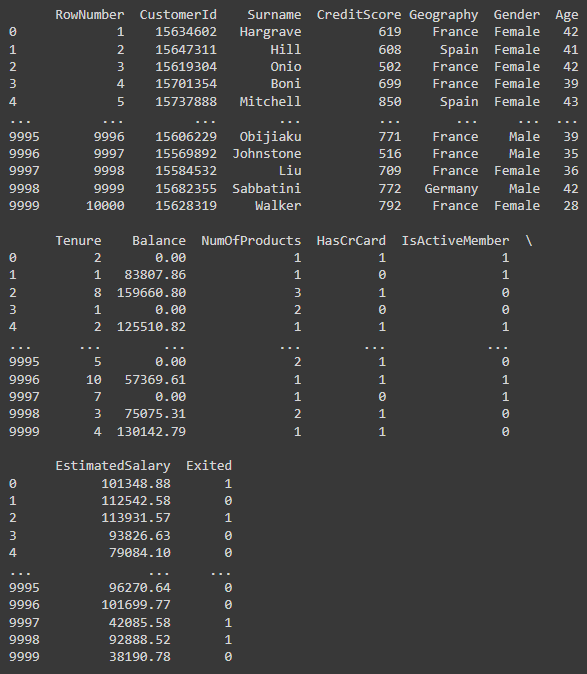 RowNumber CustomerId Surname CreditScore Geography Gender Age
0 1 15634602 Hargrave 619 France Female 42
1 2 15647311 Hill 608 Spain Female 41
2 3 15619304 Onio 502 France Female 42
3 4 15701354 Boni 699 France Female 39
4 5 15737888 Mitchell 850 Spain Female 43
... ... ... ... ... ... ... ...
9995 9996 15606229 Obijiaku 771 France Male 39
9996 9997 15569892 Johnstone 516 France Male 35
9997 9998 15584532 Liu 709 France Female 36
9998 9999 15682355 Sabbatini 772 Germany Male 42
9999 10000 15628319 Walker 792 France Female 28
Tenure Balance NumOfProducts HasCrCard IsActiveMember \
0 2 0.00 1 1 1
1 1 83807.86 1 0 1
2 8 159660.80 3 1 0
3 1 0.00 2 0 0
4 2 125510.82 1 1 1
... ... ... ... ... ...
9995 5 0.00 2 1 0
9996 10 57369.61 1 1 1
9997 7 0.00 1 0 1
9998 3 75075.31 2 1 0
9999 4 130142.79 1 1 0
EstimatedSalary Exited
0 101348.88 1
1 112542.58 0
2 113931.57 1
3 93826.63 0
4 79084.10 0
... ... ...
9995 96270.64 0
9996 101699.77 0
9997 42085.58 1
9998 92888.52 1
9999 38190.78 0